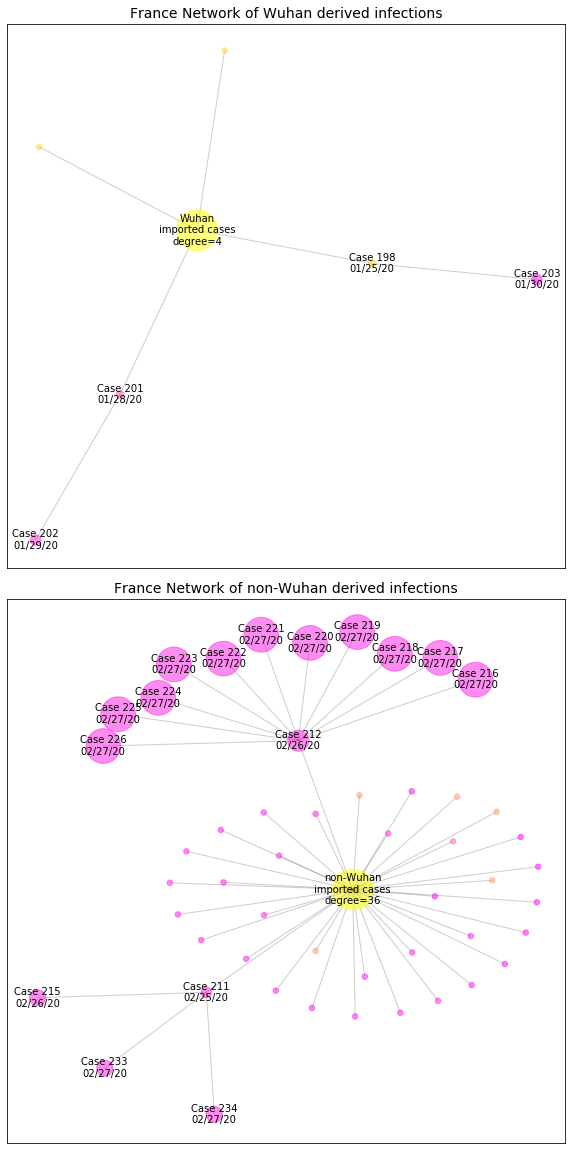 France Network of Wuhan derived infections
Wuhan
imported cases
degree=4
Case 198
01/25/20
Case 203
01/30/20
Case 201
01/28/20
Case 202
01/29/20
France Network of non-Wuhan derived infections
Case 221
02/27/20
Case 220
02/27/20
Case 219
02/27/20
Case 222
02/27/20
Case 218
02/27/20
Case 217
02/27/20
Case 223
02/27/20
Case 216
02/27/20
Case 224
02/27/20
Case 225
02/27/20
Case 226
02/27/20
Case 212
02/26/20
non-Wuhan
imported cases
degree=36
Case 215
02/26/20
Case 211
02/25/20
Case 233
02/27/20
Case 234
02/27/20